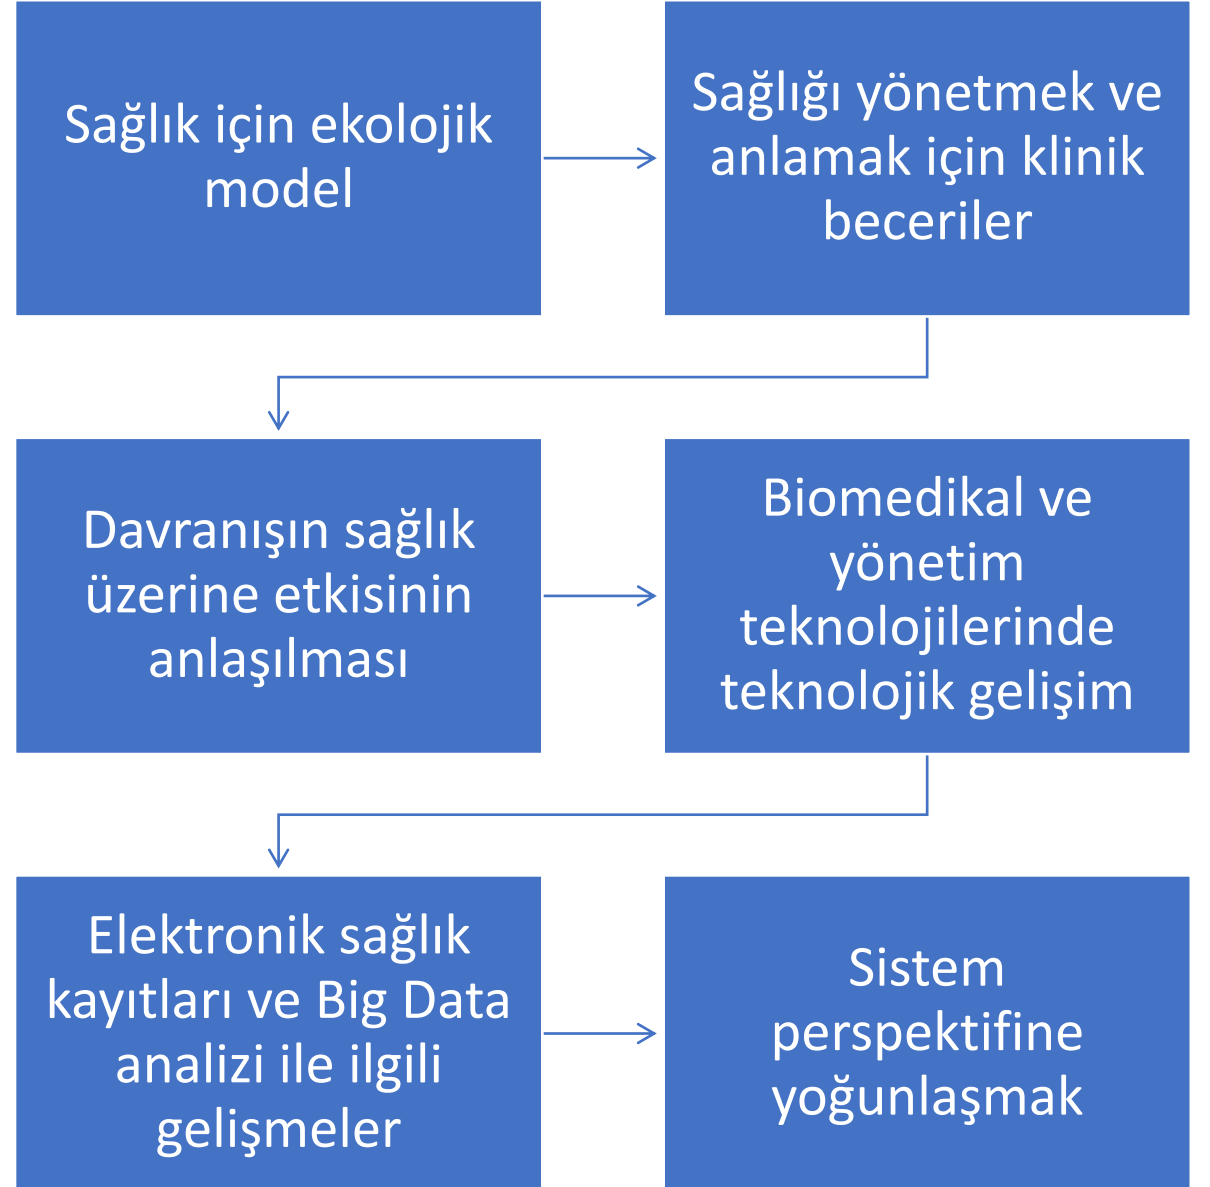 Sağlık için ekolojik
model
Sağlığı yönetmek ve
anlamak için klinik
beceriler
Davranışın sağlık
üzerine etkisinin
anlaşılması
Biomedikal ve
yönetim
teknolojilerinde
teknolojik gelişim
Elektronik sağlık
kayıtları ve Big Data
analizi ile ilgili
gelişmeler
Sistem
perspektifine
yoğunlaşmak